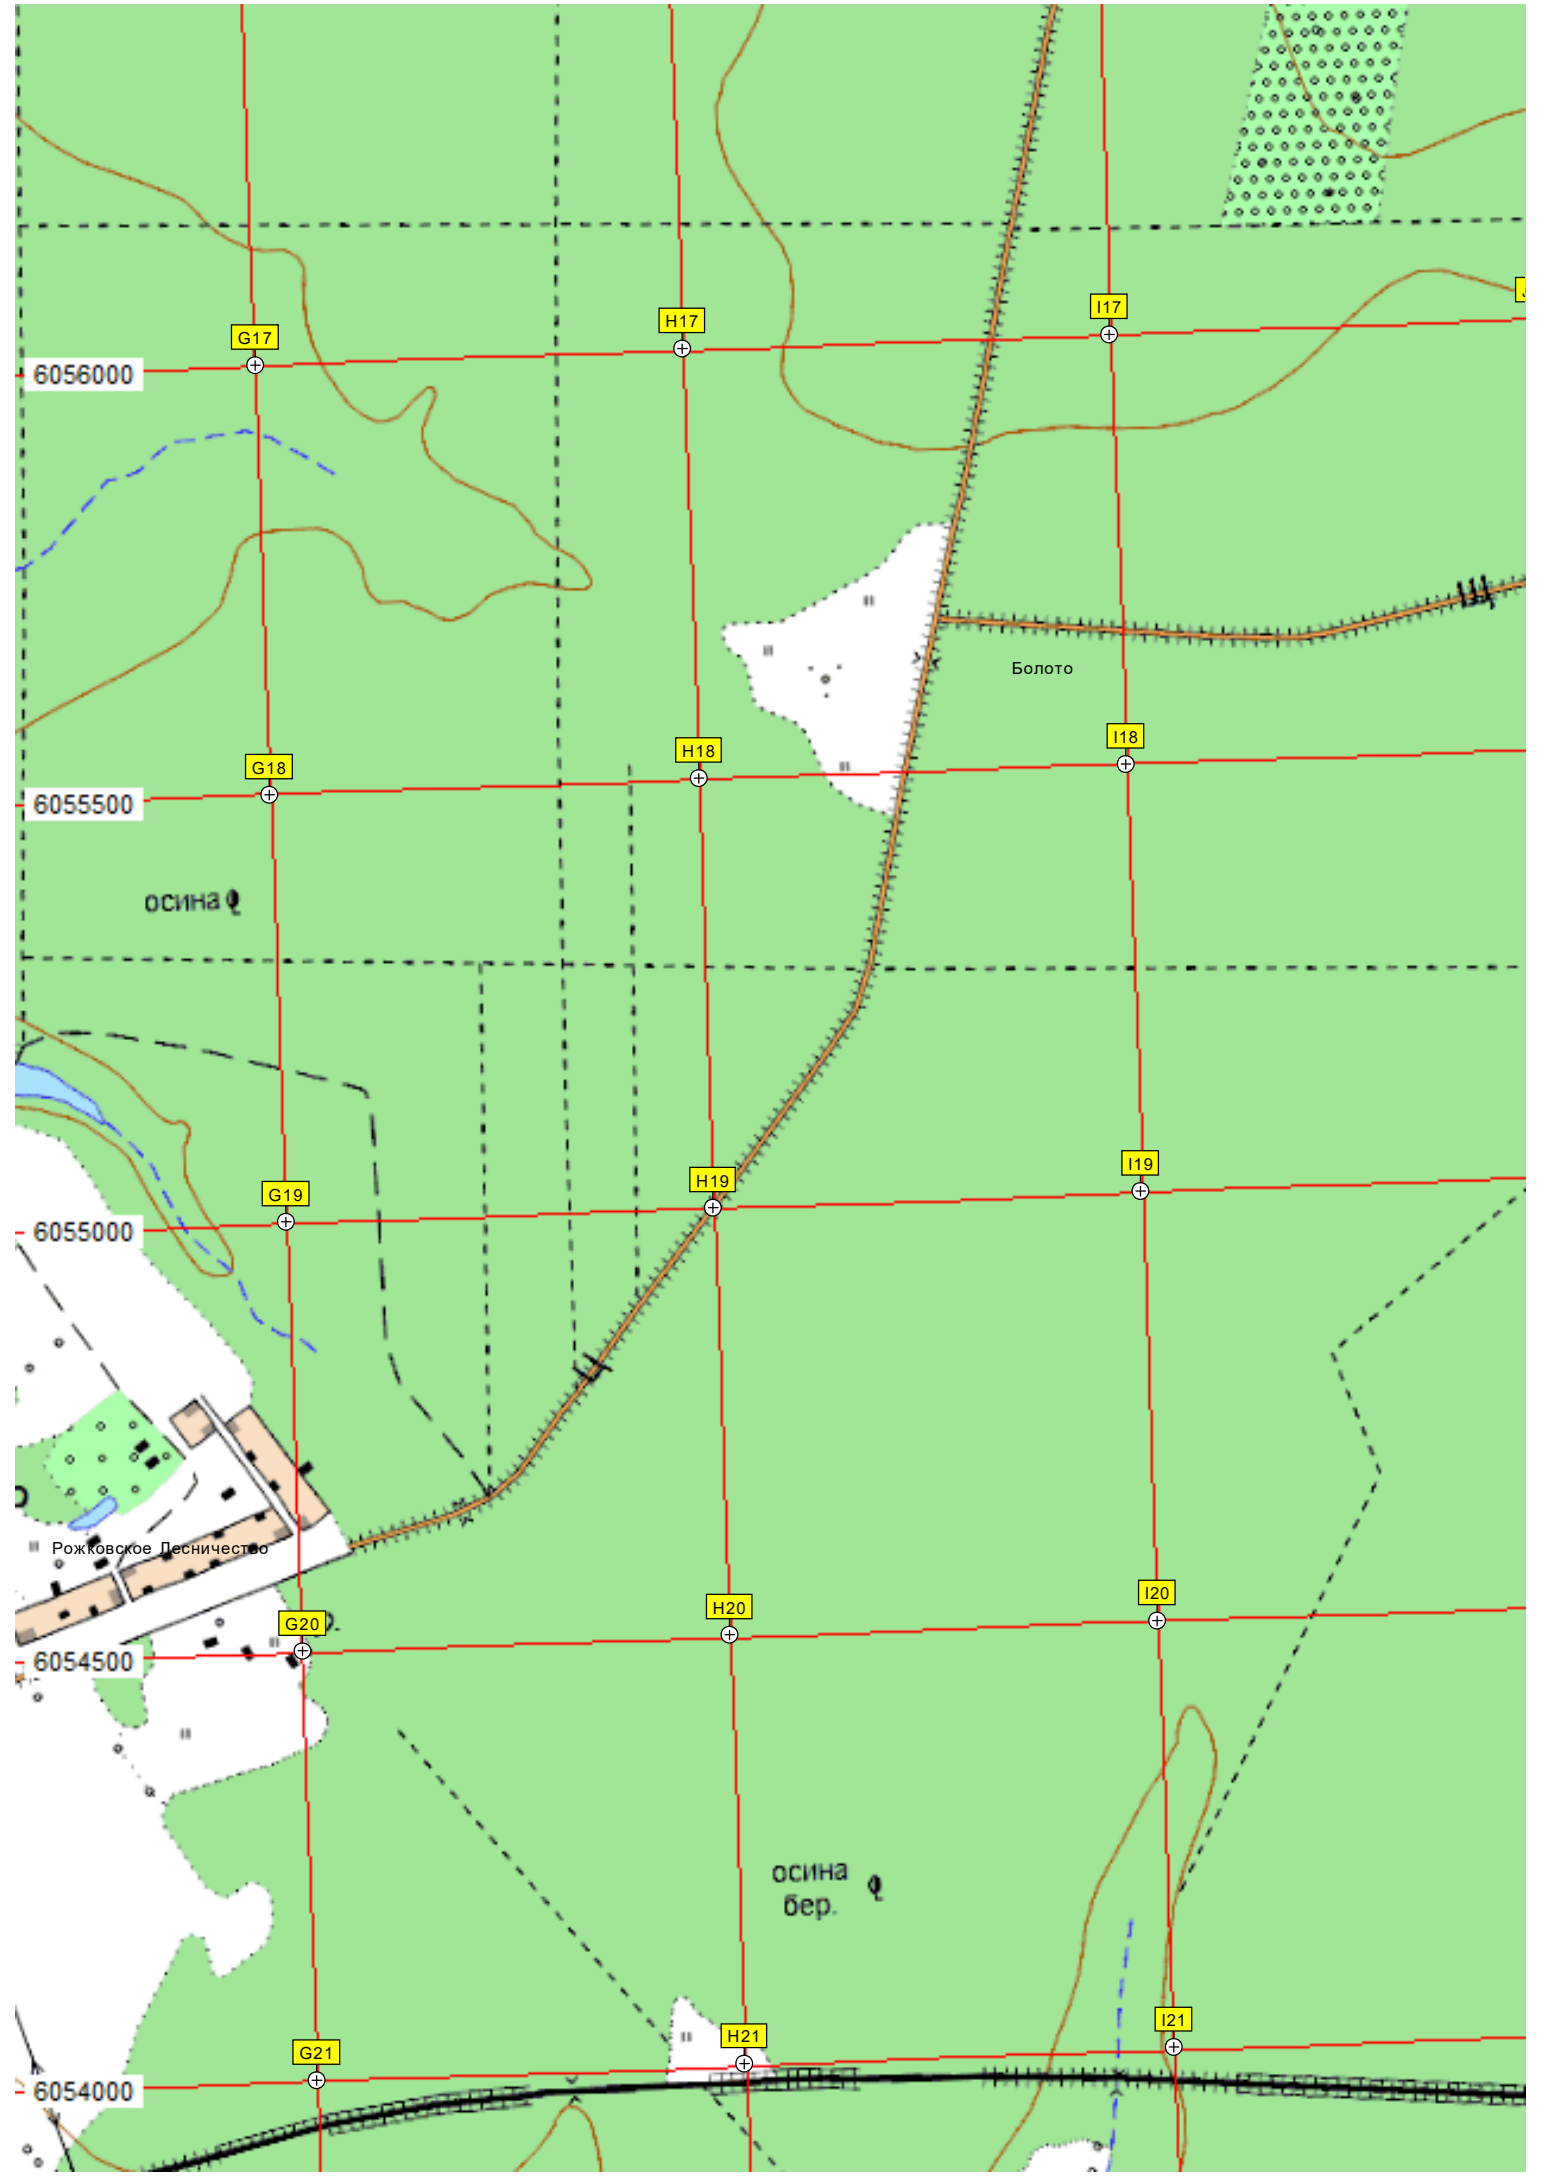 I17
H17
G17
6056000
Болото
I18
H18
G18
6055500
осина
I19
H19
G19
6055000
Рожковское Лесничество
I20
H20
G20
6054500
осина
бер.
I21
H21
G21
6054000